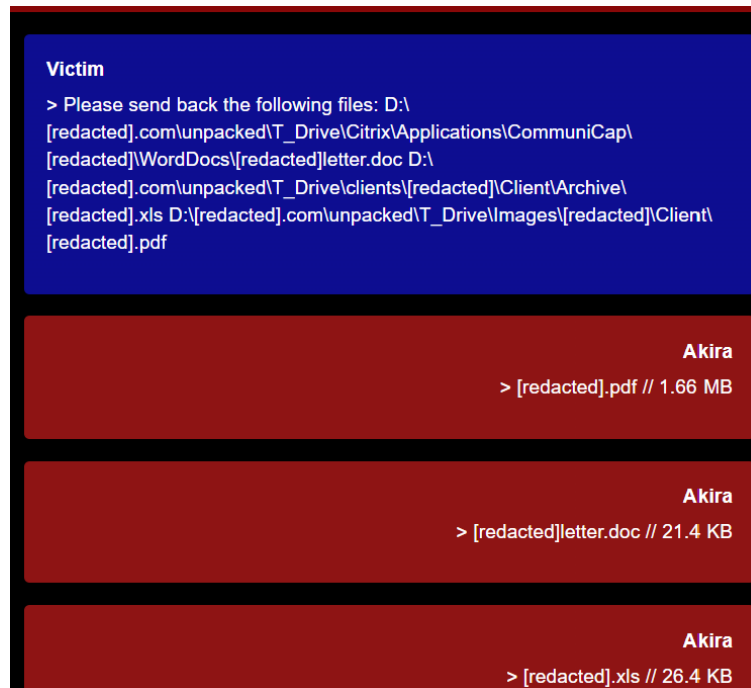 Victim
> Please send back the following files: D:\
[redacted].com\unpacked\T_Drive\Citrix\Applications\CommuniCap\
[redacted]\WordDocs\[redacted]letter.doc D:\
[redacted].com\unpacked\T_Drive\clients\[redacted]\Client\Archive\
[redacted].xls D:\[redacted].com\unpacked\T_Drive\Images\[redacted]\Client\
[redacted].pdf
Akira
> [redacted].pdf // 1.66 MB
Akira
> [redacted]letter.doc // 21.4 KB
Akira
> [redacted].xls // 26.4 KB